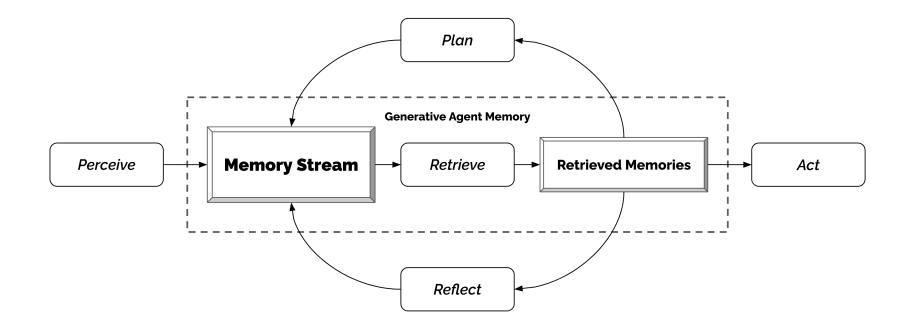 Plan
Generative Agent Memory
Perceive
Memory Stream
Retrieve
Retrieved Memories
Act
Reflect